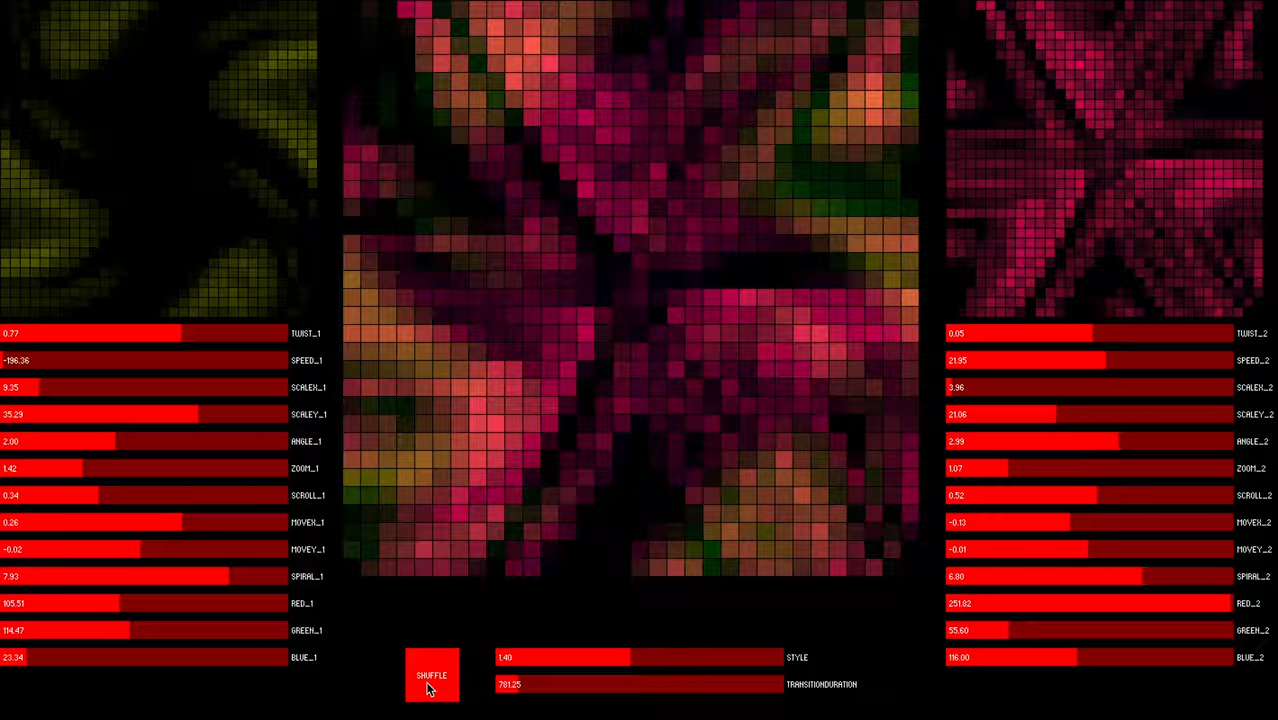 0.77 TWIST_1
-196.36 SPEED_1
9.35 SCALEX_1
35.29 SCALEY_1
2.00 ANGLE_1
1.42 ZOOM_1
0.34 SCROLL_1
0.26 MOVEX_1
-0.02 MOVEY_1
7.93 SPIRAL_1
105.51 RED_1
114.47 GREEN_1
23.34 BLUE_1
SHUFFLE
1.40 STYLE
781.25 TRANSITIONDURATION
0.05 TWIST_2
21.95 SPEED_2
3.96 SCALEX_2
21.06 SCALEY_2
2.99 ANGLE_2
1.07 ZOOM_2
0.52 SCROLL_2
-0.13 MOVEX_2
-0.01 MOVEY_2
6.80 SPIRAL_2
251.82 RED_2
55.60 GREEN_2
116.00 BLUE_2